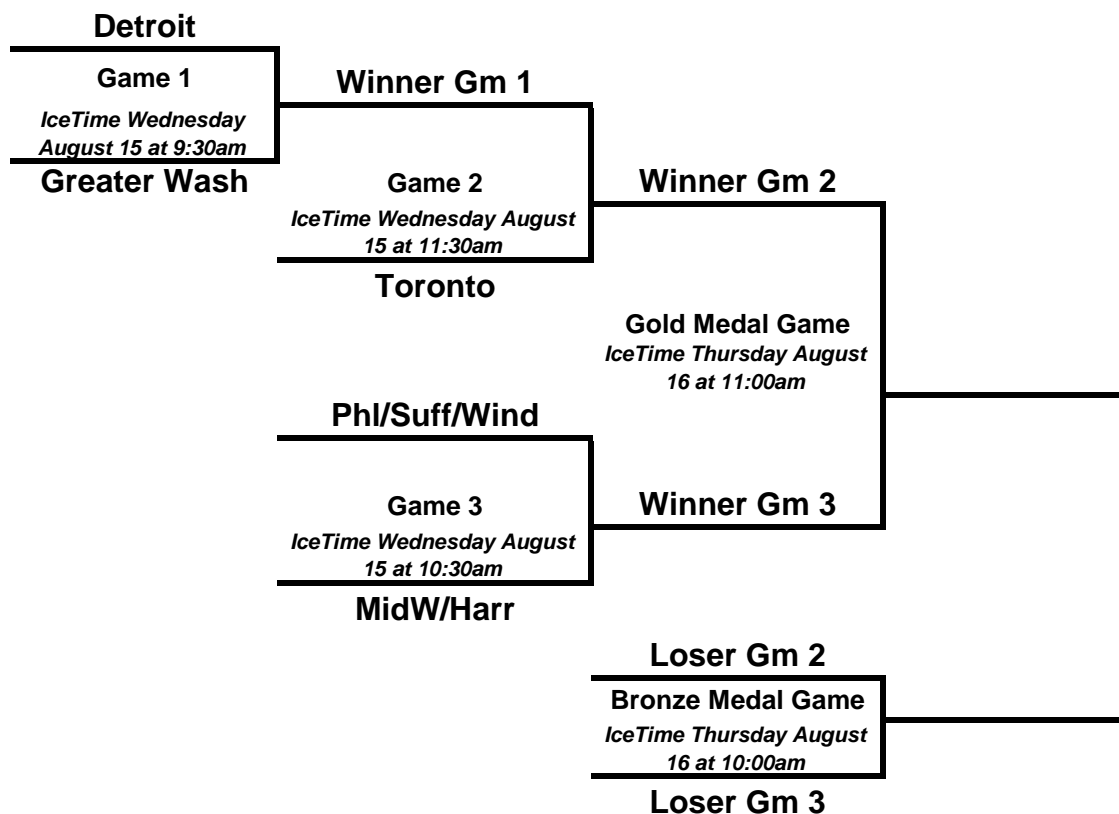 Detroit
Game 1
IceTime Wednesday
August 15 at 9:30am
Greater Wash
Winner Gm 1
Game 2
IceTime Wednesday August
15 at 11:30am
Toronto
Winner Gm 2
Gold Medal Game
IceTime Thursday August
16 at 11:00am
Phl/Suff/Wind
Game 3
IceTime Wednesday August
15 at 10:30am
MidW/Harr
Winner Gm 3
Loser Gm 2
Bronze Medal Game
IceTime Thursday August
16 at 10:00am
Loser Gm 3